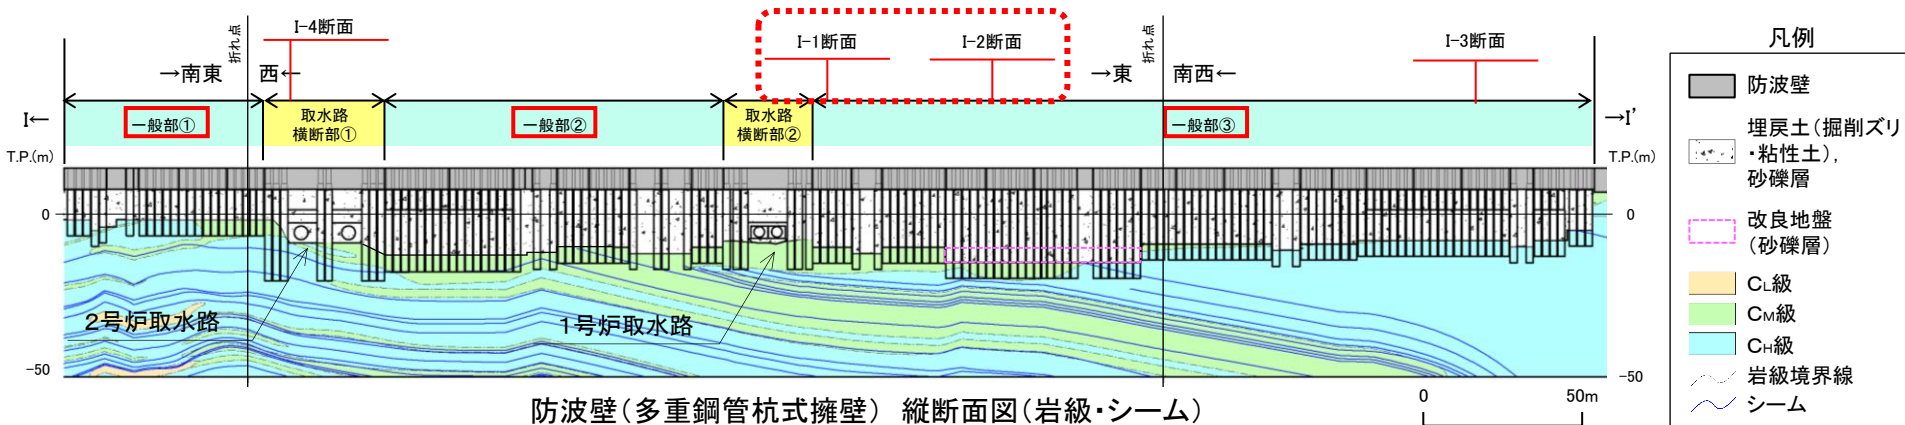 I-4断面
I-1断面
I-2断面
I-3断面
折れ点
折れ点
→南東
西←
→東
南西←
I←
一般部①
取水路
横断部①
一般部②
取水路
横断部②
一般部③
→I'
T.P.(m)
T.P.(m)
0
0
2号炉取水路
1号炉取水路
-50
-50
防波壁(多重鋼管杭式擁壁) 縦断面図(岩級・シーム)
0
50m
凡例
防波壁
埋戻土(掘削ズリ
・粘性土),
砂礫層
改良地盤
(砂礫層)
CL級
CM級
CH級
岩級境界線
シーム